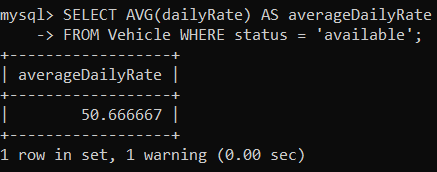 mysql> SELECT AVG(dailyRate) AS averageDailyRate
    -> FROM Vehicle WHERE status = 'available';
+------------------+
| averageDailyRate |
+------------------+
|        50.666667 |
+------------------+
1 row in set, 1 warning (0.00 sec)